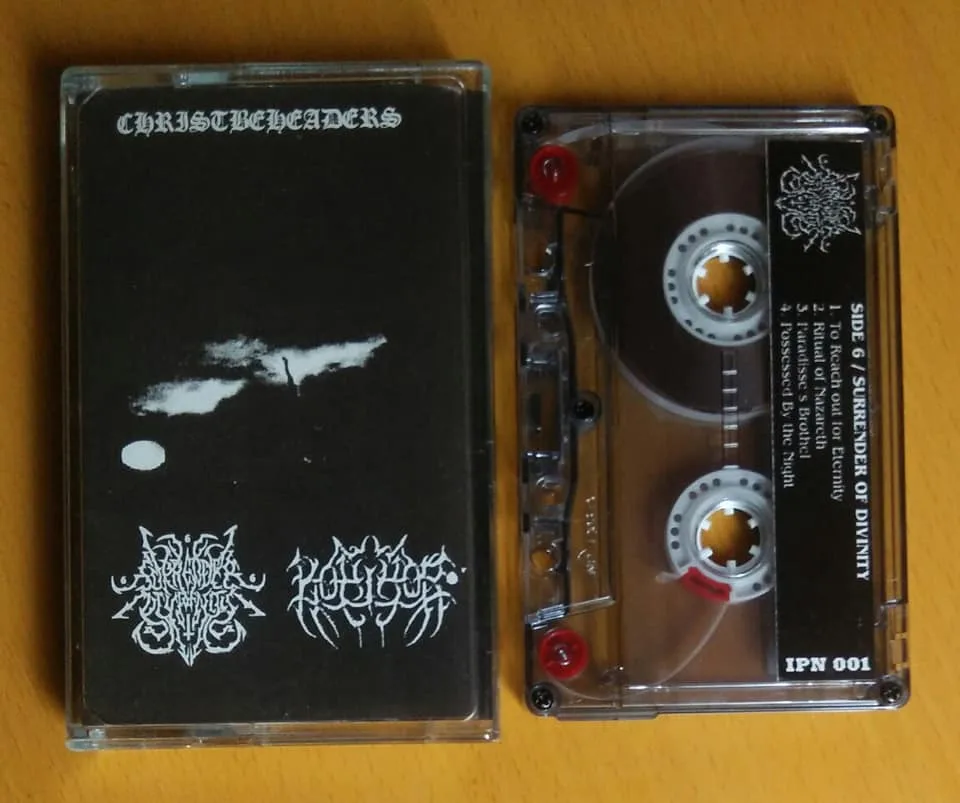 CHRISTBEHEADERS
SIDE 6 / SURRENDER OF DIVINITY
1. To Reach out for Eternity
2. Ritual of Nazareth
3. Paradisse's Brothel
4. Possessed By the Night
IPN 001